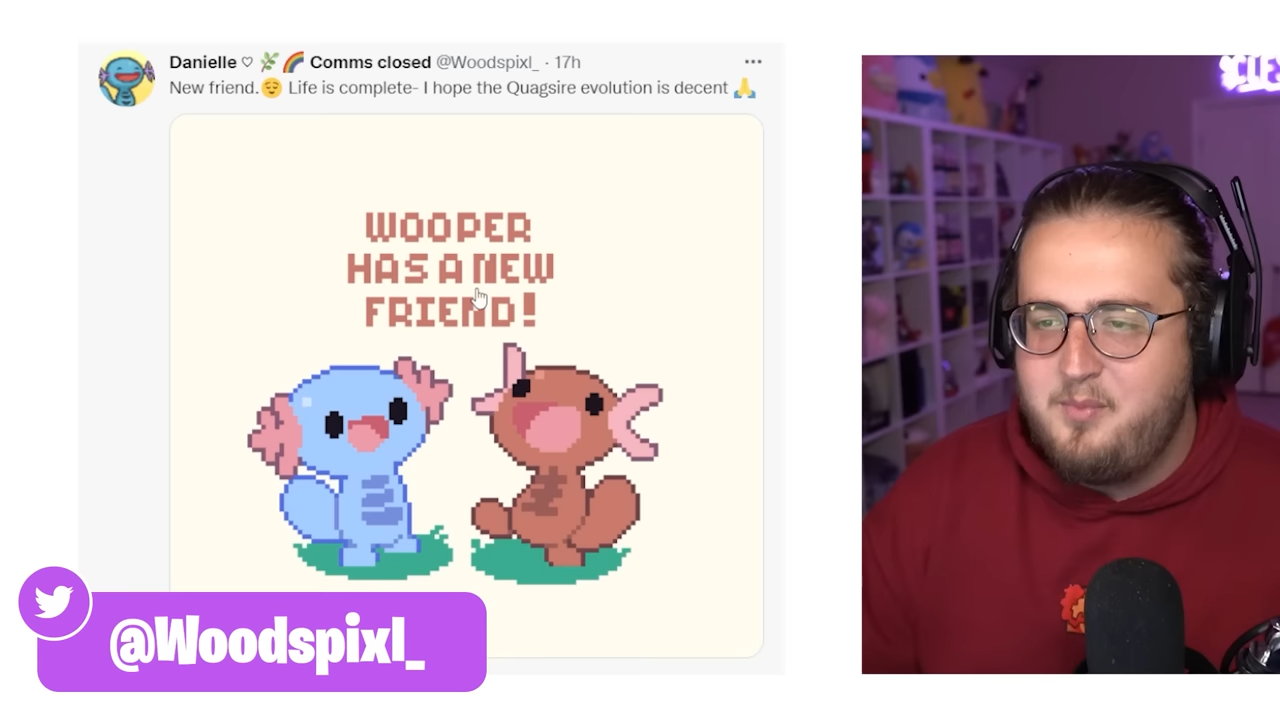 Danielle ♡ 🌿🌈 Comms closed @Woodspixl_ · 17h
New friend.😌 Life is complete- I hope the Quagsire evolution is decent 🙏
WOOPER
HAS A NEW
FRIEND!
@Woodspixl_